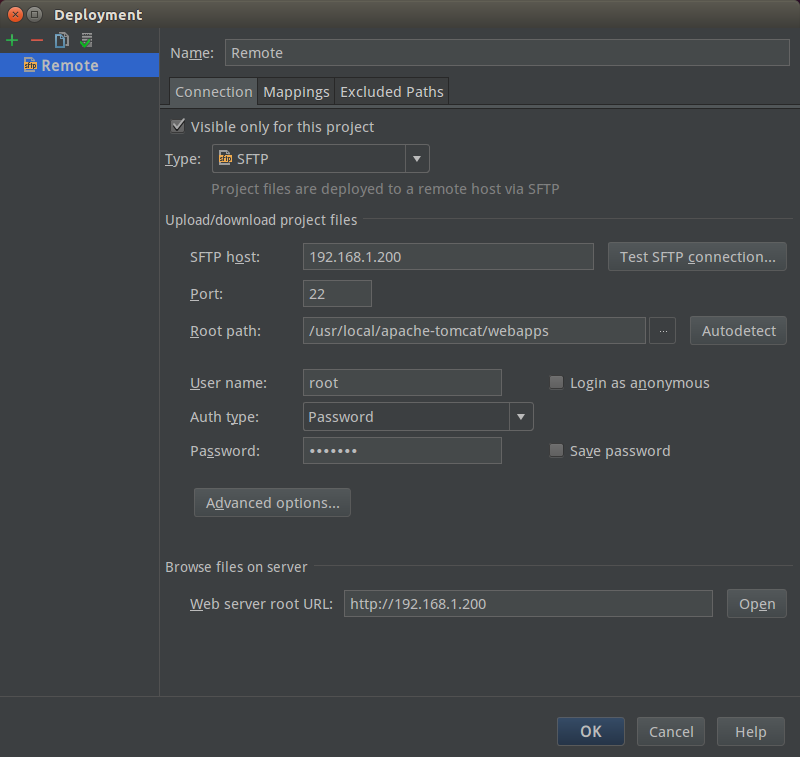 Deployment
Remote
Name: Remote
Connection Mappings Excluded Paths
Visible only for this project
Type: sftp SFTP
Project files are deployed to a remote host via SFTP
Upload/download project files
SFTP host: 192.168.1.200 Test SFTP connection...
Port: 22
Root path: /usr/local/apache-tomcat/webapps ... Autodetect
User name: root Login as anonymous
Auth type: Password
Password: ••••••• Save password
Advanced options...
Browse files on server
Web server root URL: http://192.168.1.200 Open
OK Cancel Help